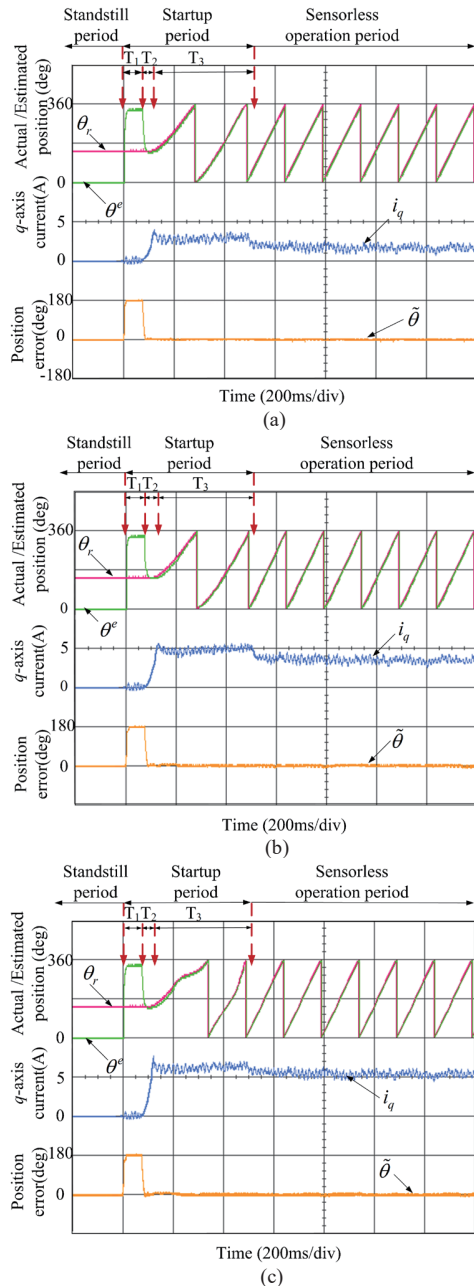 Standstill period
Startup period
Sensorless operation period
T1 T2 T3
Actual /Estimated position (deg)
360
θr
0
θe
q-axis current(A)
5
0
iq
Position error(deg)
180
0
-180
θ̃
Time (200ms/div)
(a)
Standstill period
Startup period
Sensorless operation period
T1 T2 T3
Actual /Estimated position (deg)
360
θr
0
θe
q-axis current(A)
5
0
iq
Position error(deg)
180
0
θ̃
Time (200ms/div)
(b)
Standstill period
Startup period
Sensorless operation period
T1 T2 T3
Actual /Estimated position (deg)
360
θr
0
θe
q-axis current(A)
5
0
iq
Position error(deg)
180
0
θ̃
Time (200ms/div)
(c)